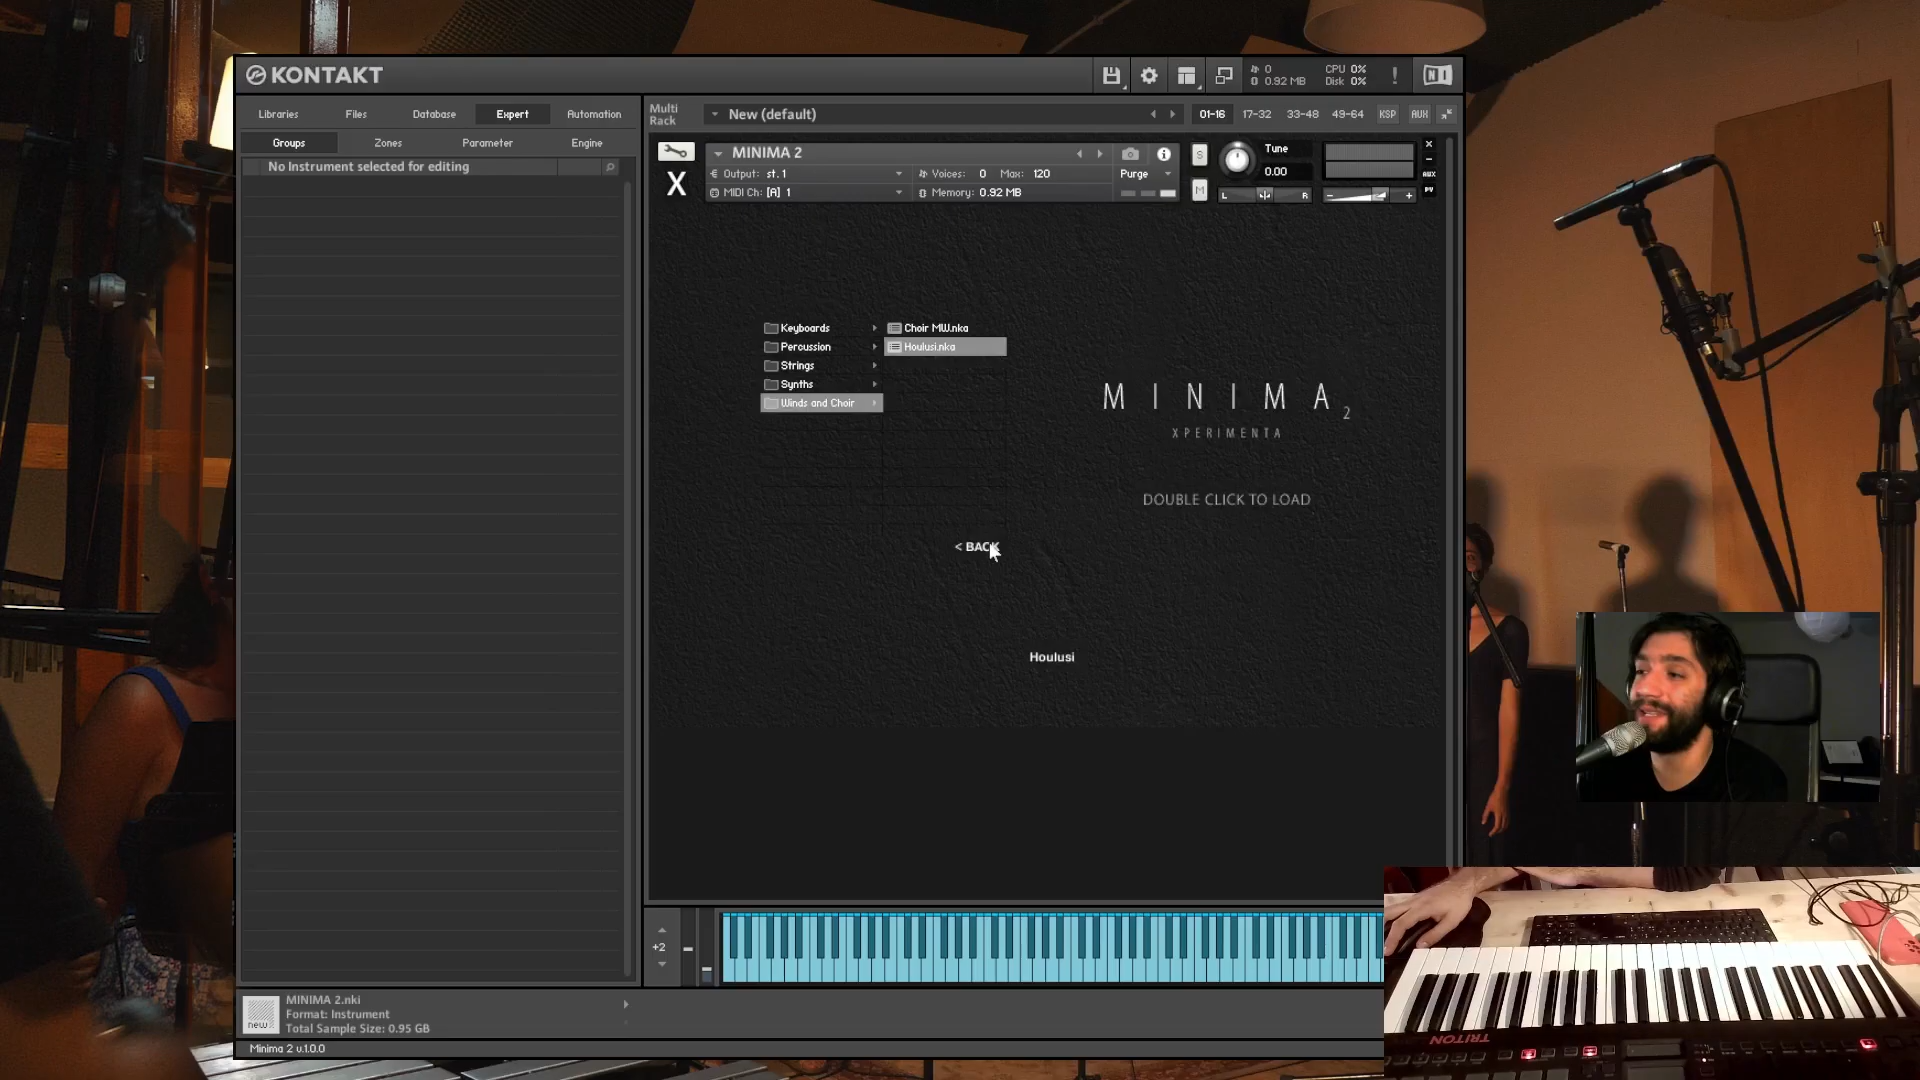 KONTAKT
0
0.92 MB
CPU 0%
Disk 0%
!
Libraries
Files
Database
Expert
Automation
Multi
Rack
New (default)
01-16
17-32
33-48
49-64
KSP
AUX
Groups
Zones
Parameter
Engine
No Instrument selected for editing
X
MINIMA 2
Output: st.1
Voices: 0 Max: 120
Purge
MIDI Ch: [A] 1
Memory: 0.92 MB
S
M
Tune
0.00
L
R
AUX
PV
Keyboards
Percussion
Strings
Synths
Winds and Choir
Choir MW.nka
Houlusi.nka
MINIMA 2
XPERIMENTA
DOUBLE CLICK TO LOAD
< BACK
Houlusi
+2
new
MINIMA 2.nki
Format: Instrument
Total Sample Size: 0.95 GB
Minima 2 v.1.0.0
TRITON